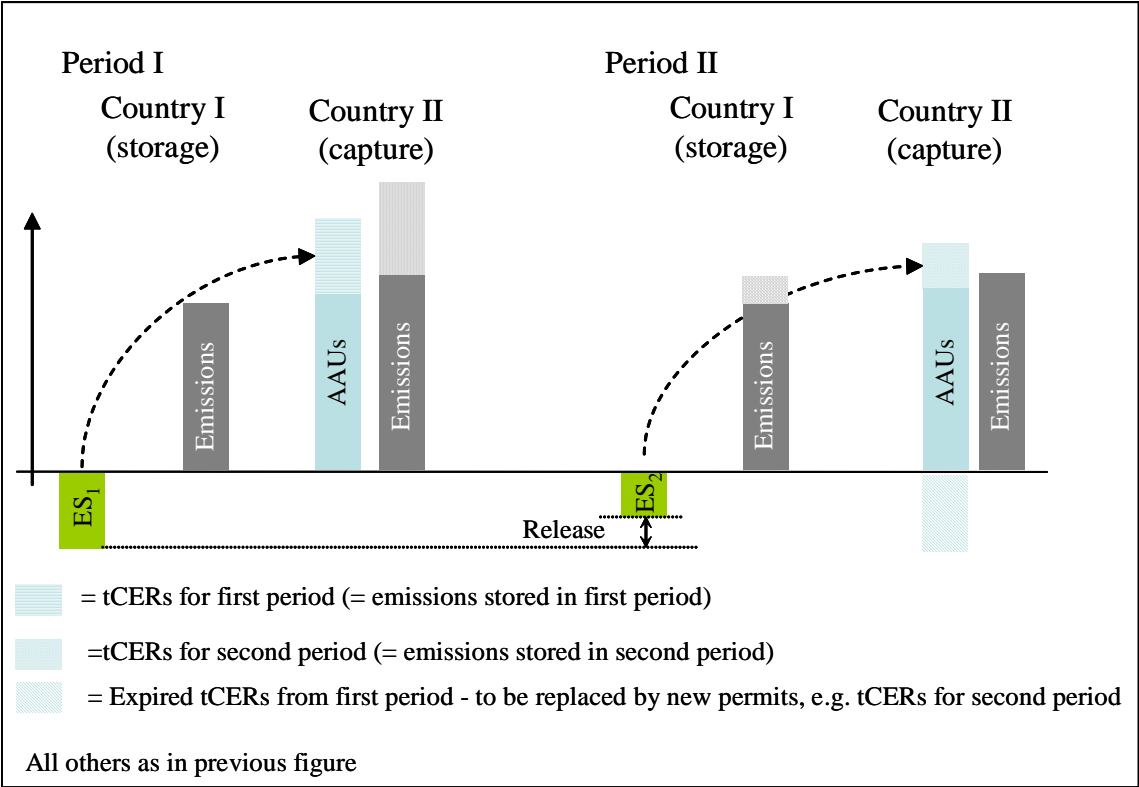 Period I
Period II
Country I
(storage)
Country II
(capture)
Country I
(storage)
Country II
(capture)
Emissions
AAUs
Emissions
Emissions
AAUs
Emissions
ES1
ES2
Release
= tCERs for first period (= emissions stored in first period)
=tCERs for second period (= emissions stored in second period)
= Expired tCERs from first period - to be replaced by new permits, e.g. tCERs for second period
All others as in previous figure